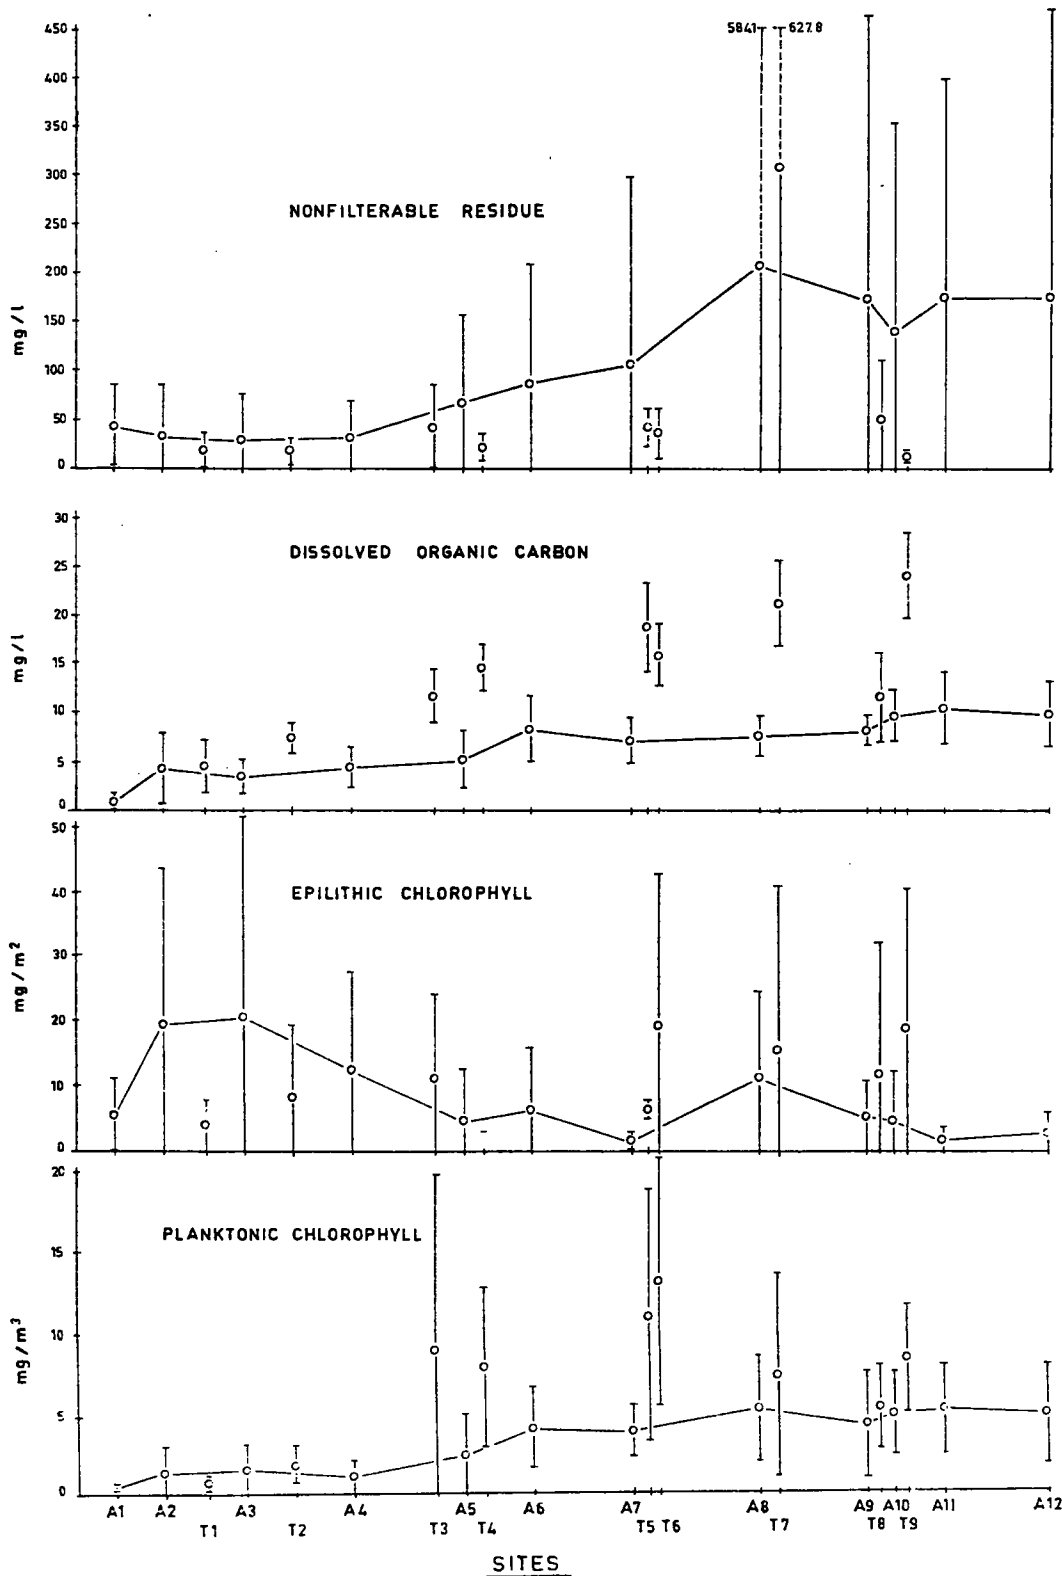 450
400
350
300
250
200
150
100
50
0
mg/l
5841
627.8
NONFILTERABLE RESIDUE
30
25
20
15
10
5
0
mg/l
DISSOLVED ORGANIC CARBON
50
40
30
20
10
0
mg/m²
EPILITHIC CHLOROPHYLL
20
15
10
5
0
mg/m³
PLANKTONIC CHLOROPHYLL
A1 A2 A3 A4 A5 A6 A7 A8 A9 A10 A11 A12
T1 T2 T3 T4 T5 T6 T7 T8 T9
SITES